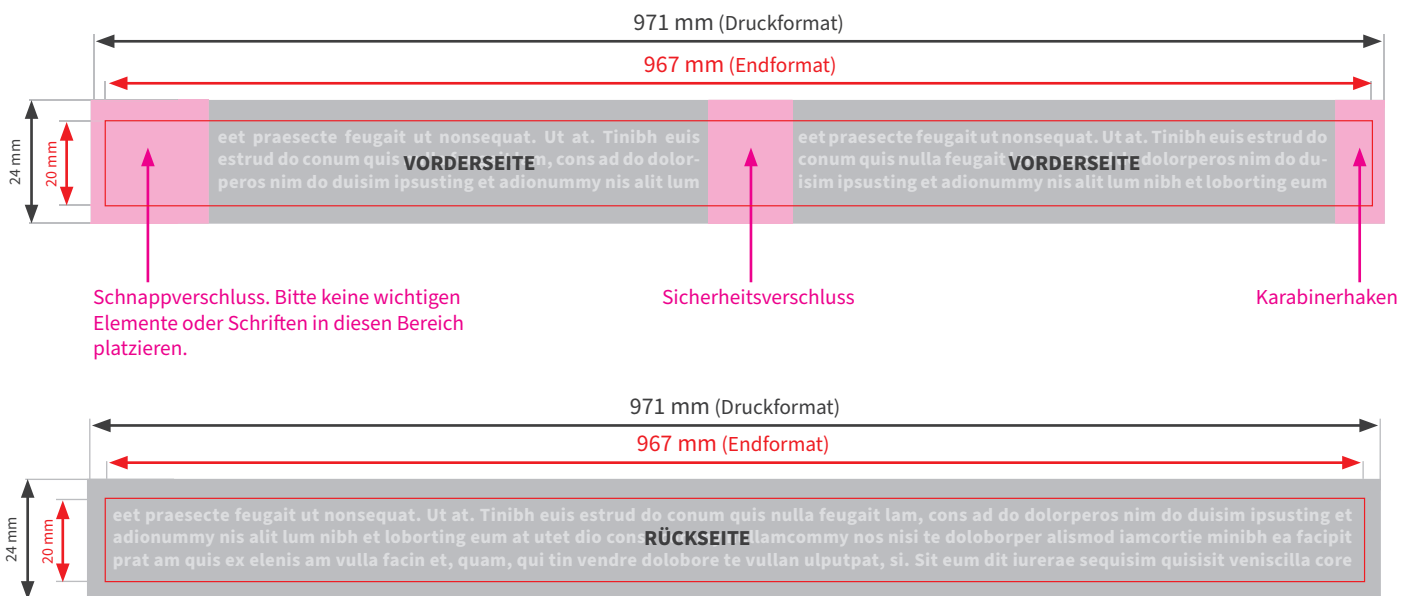 971 mm (Druckformat)
967 mm (Endformat)
24 mm
20 mm
eet praesecte feugait ut nonsequat. Ut at. Tinibh euis
estrud do conum quis
VORDERSEITE
, cons ad do dolor-
peros nim do duisim ipsusting et adionummy nis alit lum
eet praesecte feugait ut nonsequat. Ut at. Tinibh euis estrud do
conum quis nulla feugait
VORDERSEITE
dolorperos nim do du-
isim ipsusting et adionummy nis alit lum nibh et loborting eum
Schnappverschluss. Bitte keine wichtigen
Elemente oder Schriften in diesen Bereich
platzieren.
Sicherheitsverschluss
Karabinerhaken
971 mm (Druckformat)
967 mm (Endformat)
24 mm
20 mm
eet praesecte feugait ut nonsequat. Ut at. Tinibh euis estrud do conum quis nulla feugait lam, cons ad do dolorperos nim do duisim ipsusting et
adionummy nis alit lum nibh et loborting eum at utet dio cons
RÜCKSEITE
llamcommy nos nisi te doloborper alismod iamcortie minibh ea facipit
prat am quis ex elenis am vulla facin et, quam, qui tin vendre dolobore te vullan ulputpat, si. Sit eum dit iurerae sequisim quisisit veniscilla core